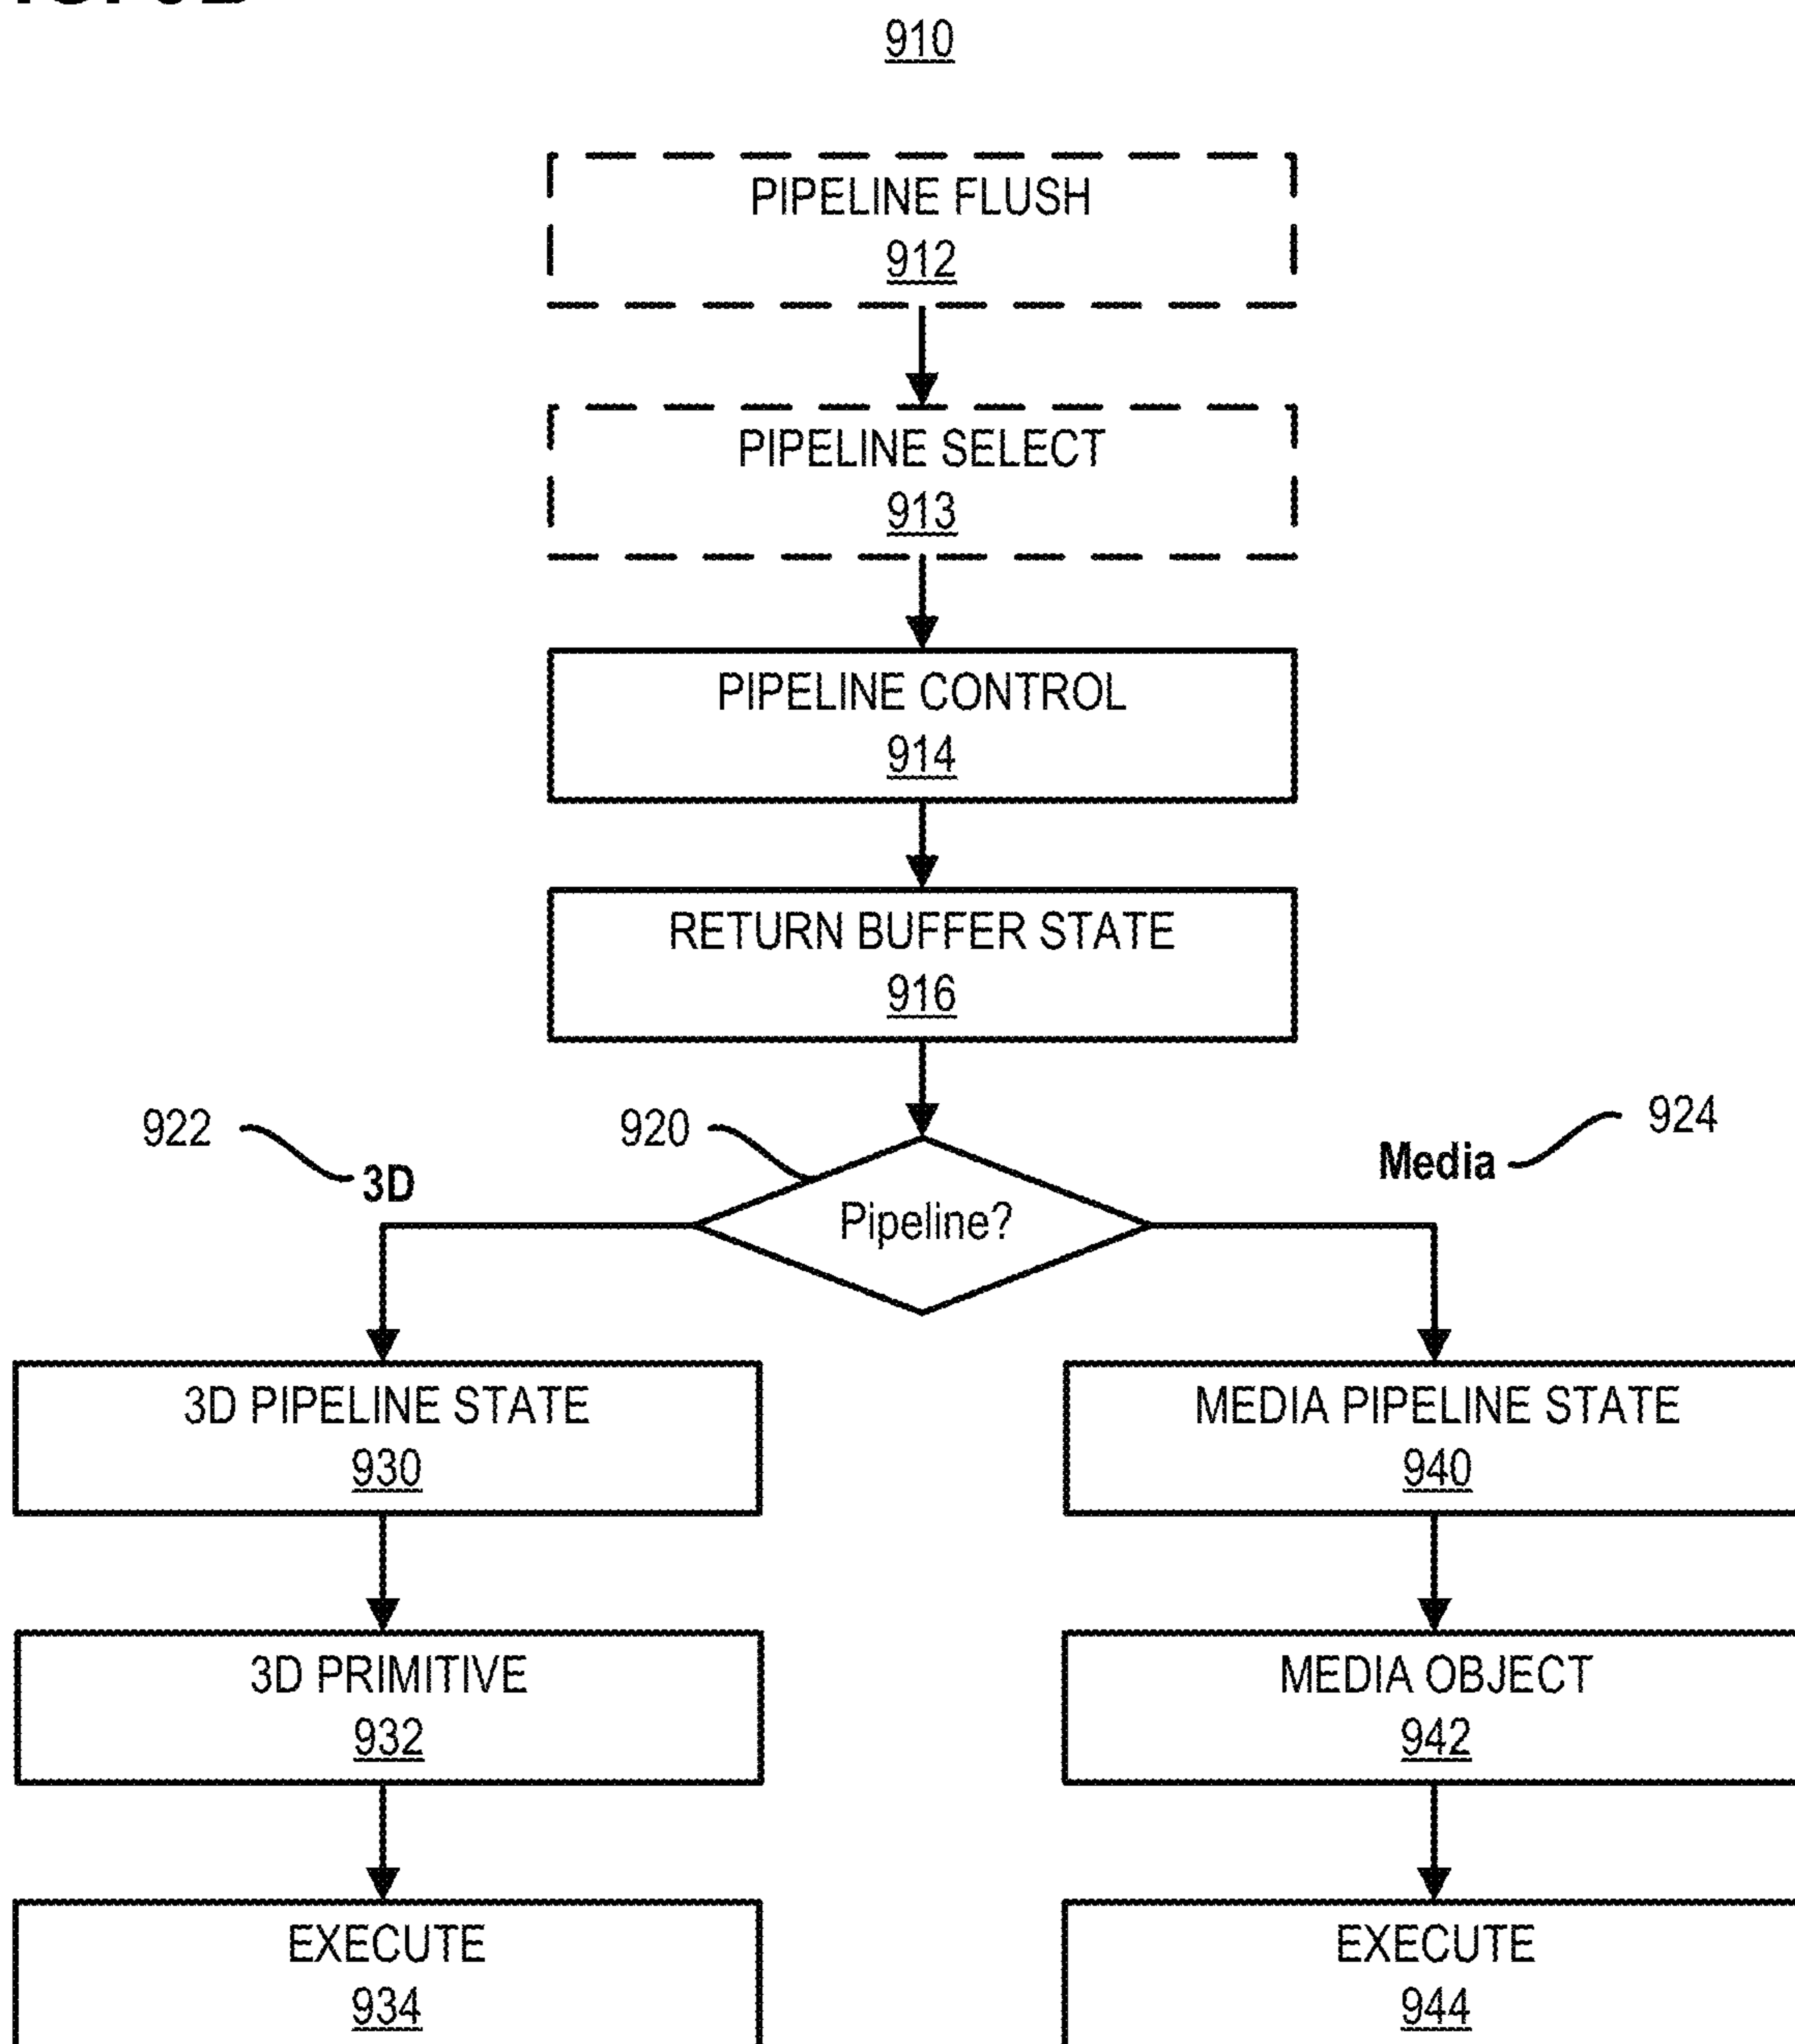 910
PIPELINE FLUSH
912
PIPELINE SELECT
913
PIPELINE CONTROL
914
RETURN BUFFER STATE
916
922
3D
920
Pipeline?
Media
924
3D PIPELINE STATE
930
MEDIA PIPELINE STATE
940
3D PRIMITIVE
932
MEDIA OBJECT
942
EXECUTE
934
EXECUTE
944